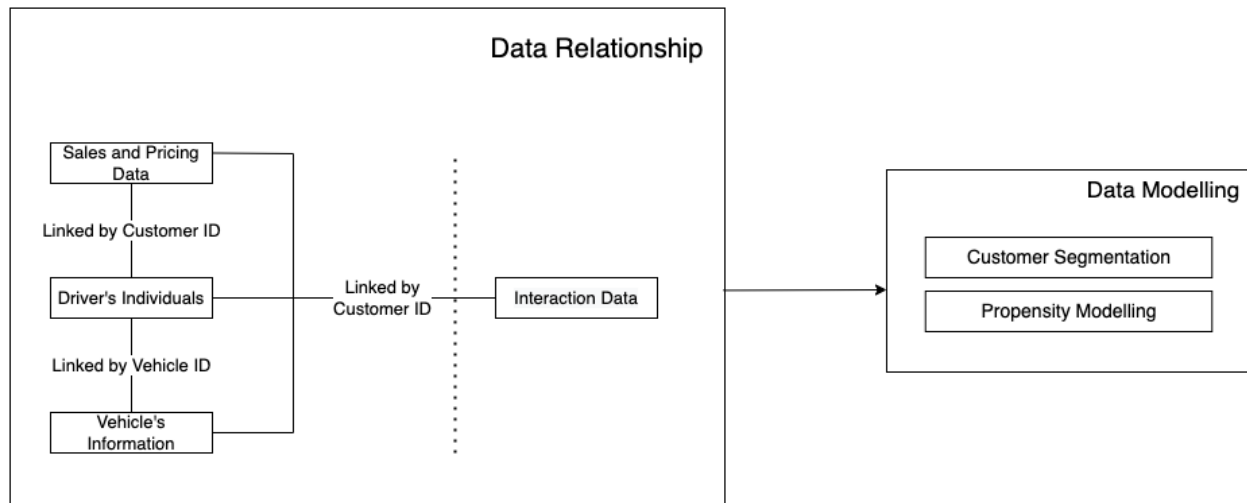 Data Relationship
Sales and Pricing
Data
Linked by Customer ID
Driver's Individuals
Linked by Vehicle ID
Vehicle's
Information
Linked by
Customer ID
Interaction Data
Data Modelling
Customer Segmentation
Propensity Modelling